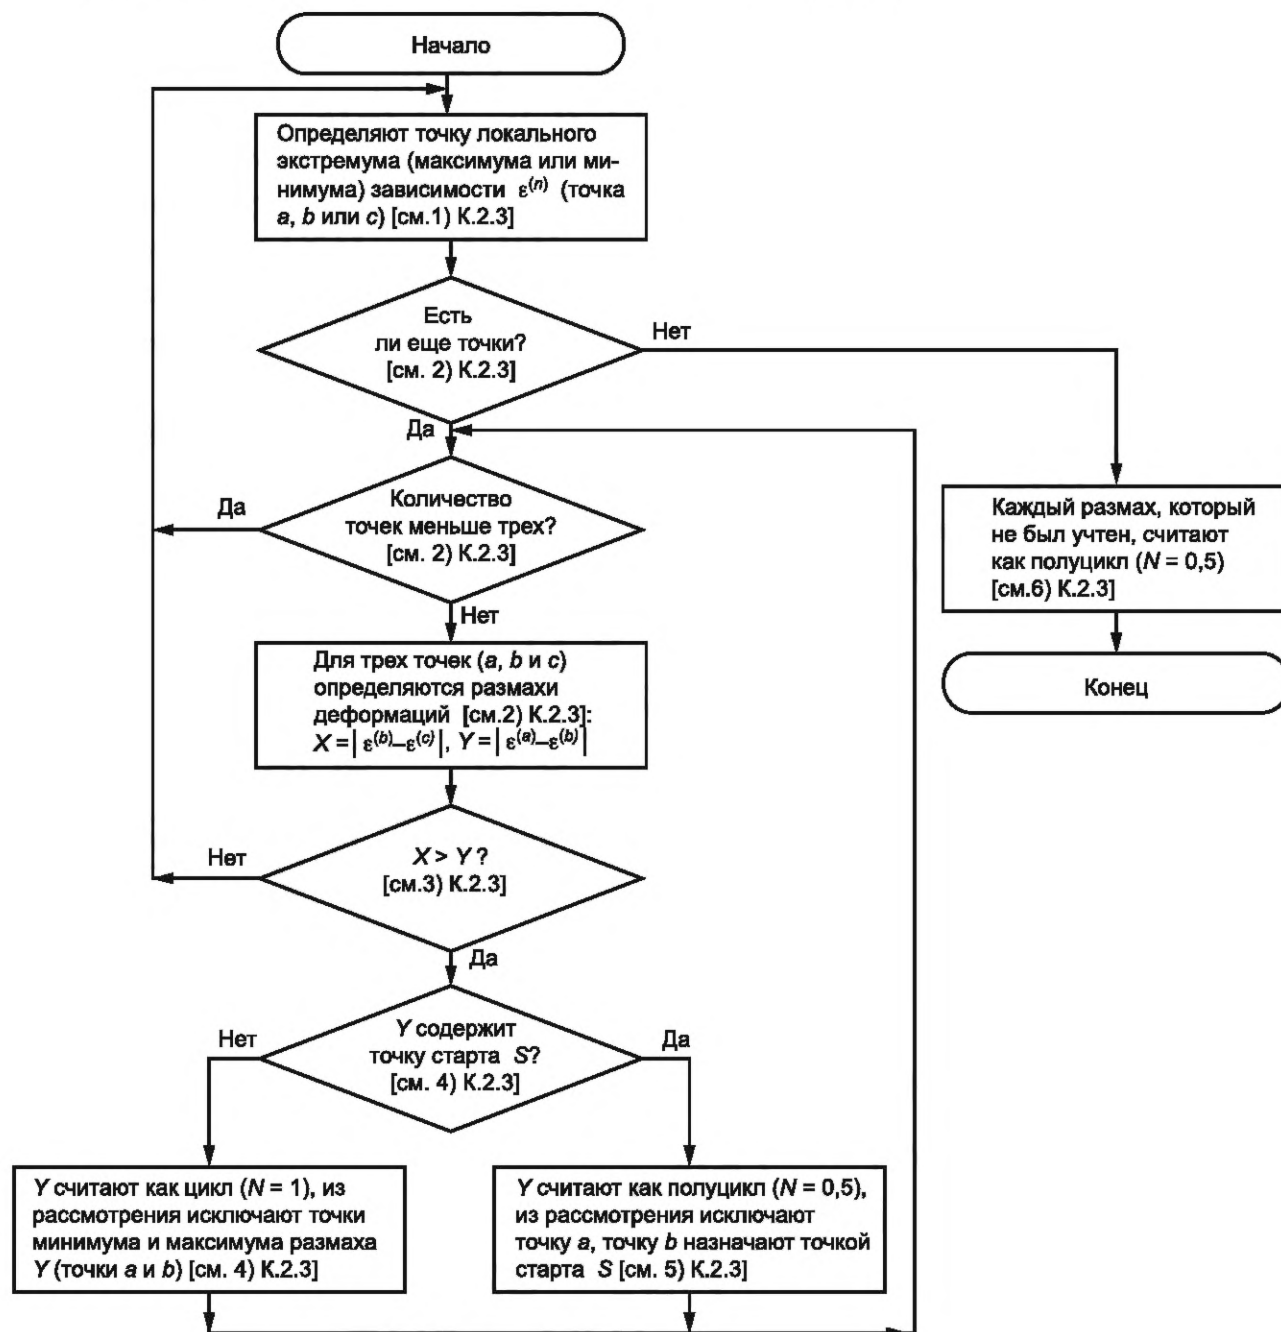 Начало
Определяют точку локального
экстремума (максимума или ми-
нимума) зависимости ε⁽ⁿ⁾ (точка
a, b или c) [см.1) К.2.3]
Есть
ли еще точки?
[см. 2) К.2.3]
Нет
Да
Количество
точек меньше трех?
[см. 2) К.2.3]
Да
Нет
Каждый размах, который
не был учтен, считают
как полуцикл (N = 0,5)
[см.6) К.2.3]
Конец
Для трех точек (a, b и c)
определяются размахи
деформаций [см.2) К.2.3]:
X = | ε^(b)–ε^(c)|, Y = | ε^(a)–ε^(b)|
X > Y ?
[см.3) К.2.3]
Нет
Да
Y содержит
точку старта S?
[см. 4) К.2.3]
Нет
Да
Y считают как цикл (N = 1), из
рассмотрения исключают точки
минимума и максимума размаха
Y (точки a и b) [см. 4) К.2.3]
Y считают как полуцикл (N = 0,5),
из рассмотрения исключают
точку a, точку b назначают точкой
старта S [см. 5) К.2.3]